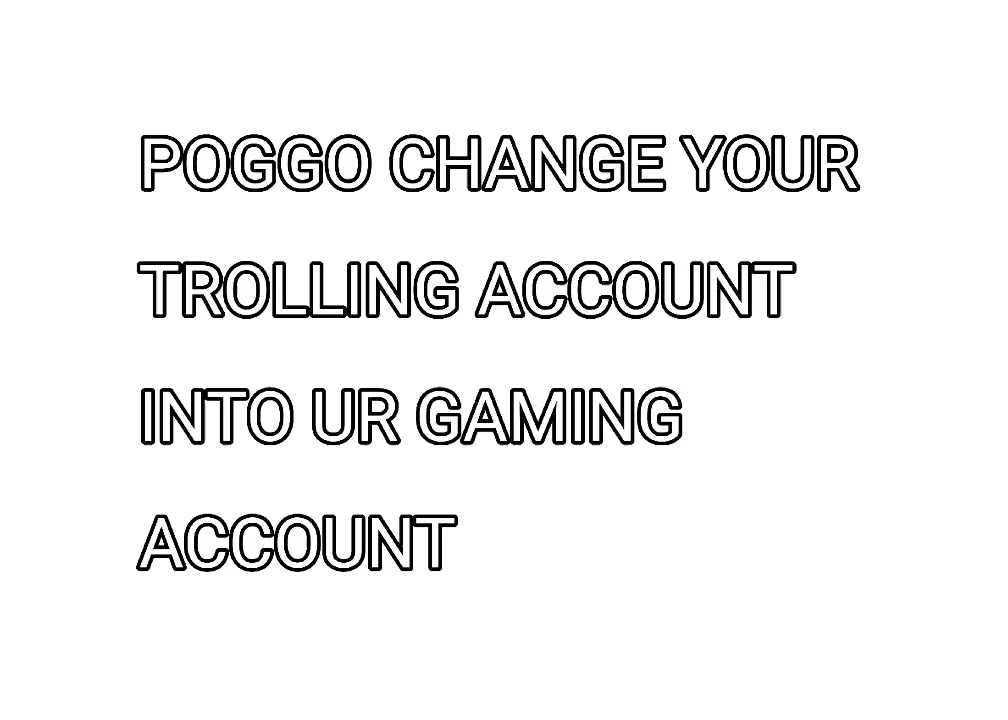 POGGO CHANGE YOUR
TROLLING ACCOUNT
INTO UR GAMING
ACCOUNT